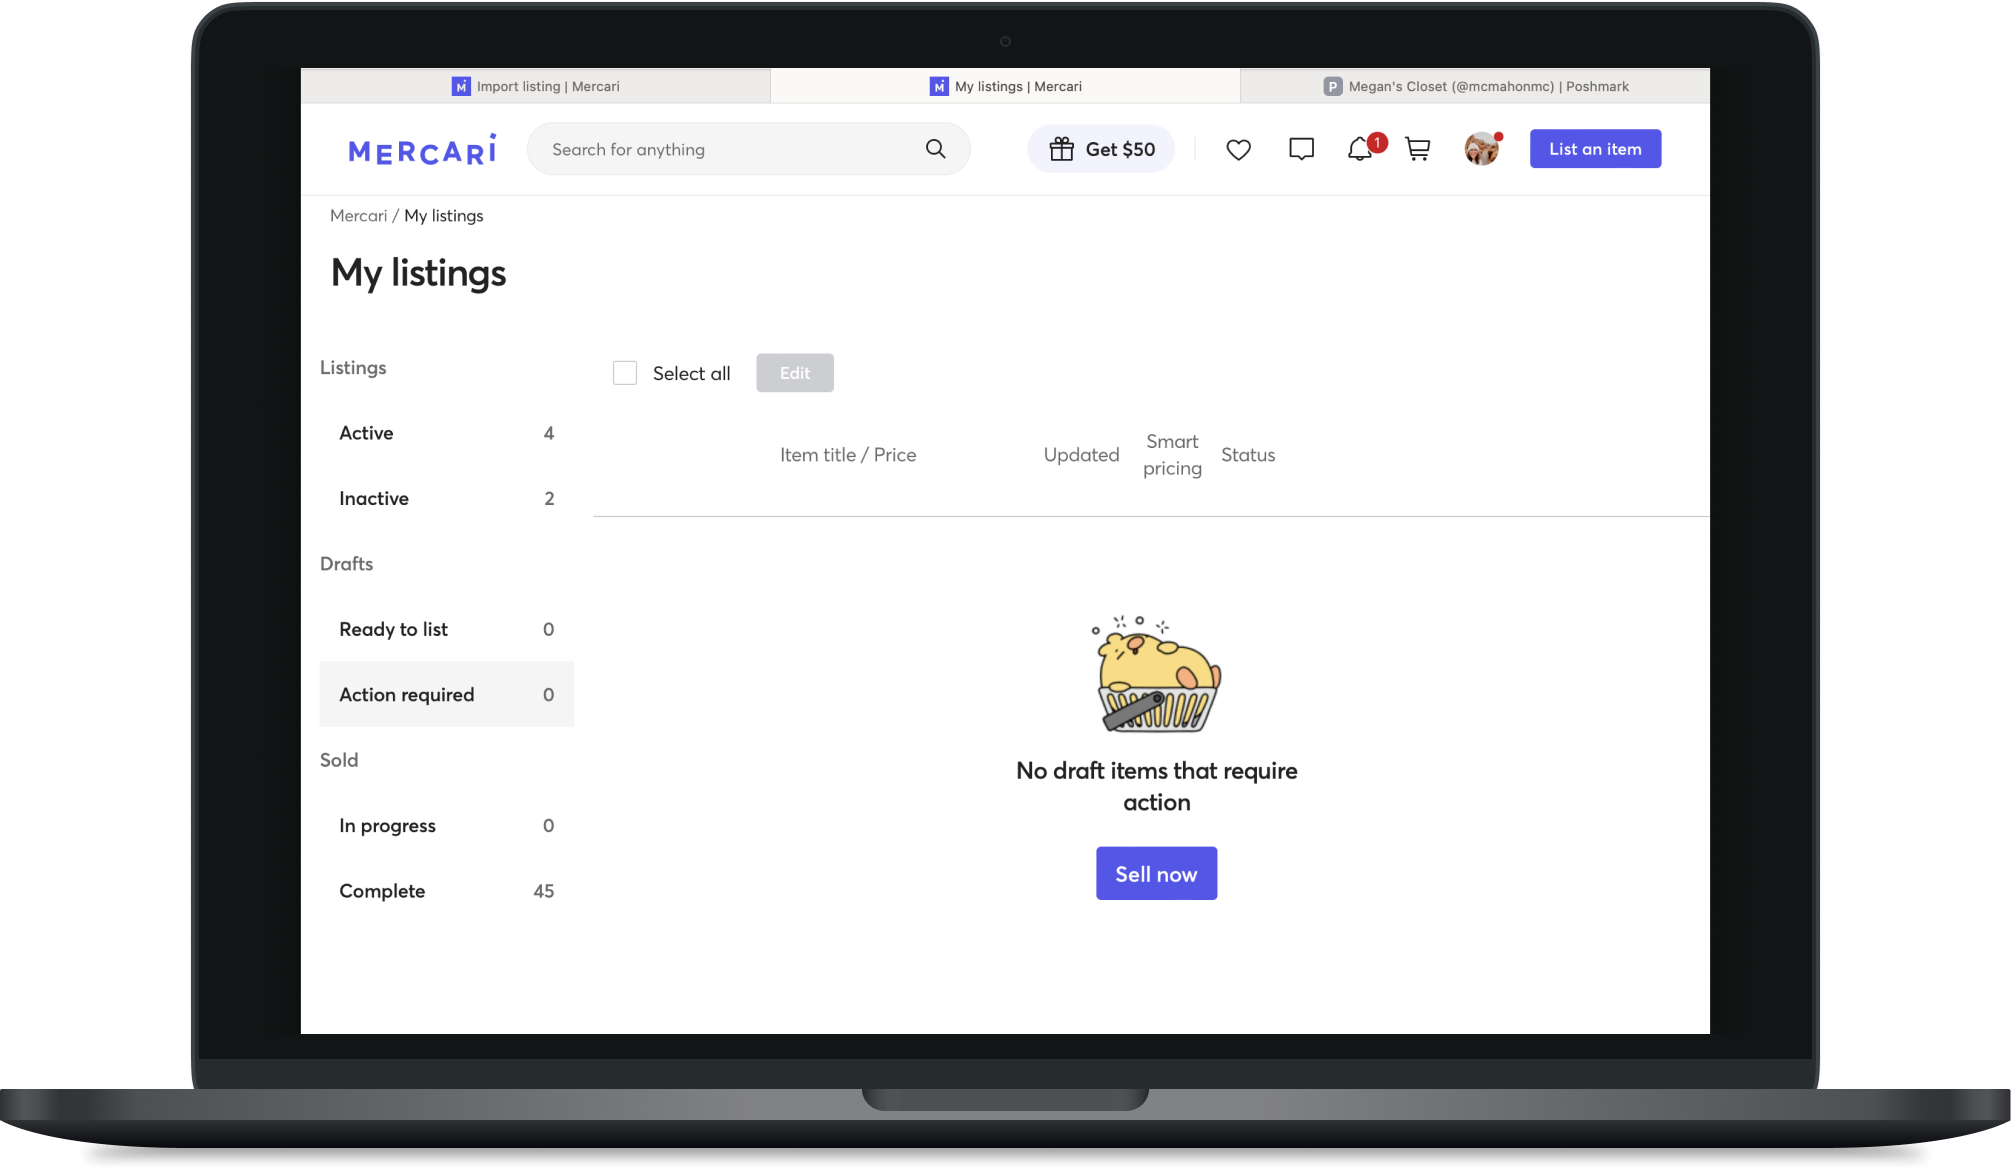 M Import listing | Mercari
M My listings | Mercari
P Megan's Closet (@mcmahonmc) | Poshmark
MERCARI
Search for anything
Get $50
1
List an item
Mercari / My listings
My listings
Listings
Active 4
Inactive 2
Drafts
Ready to list 0
Action required 0
Sold
In progress 0
Complete 45
Select all
Edit
Item title / Price
Updated
Smart
pricing
Status
No draft items that require
action
Sell now